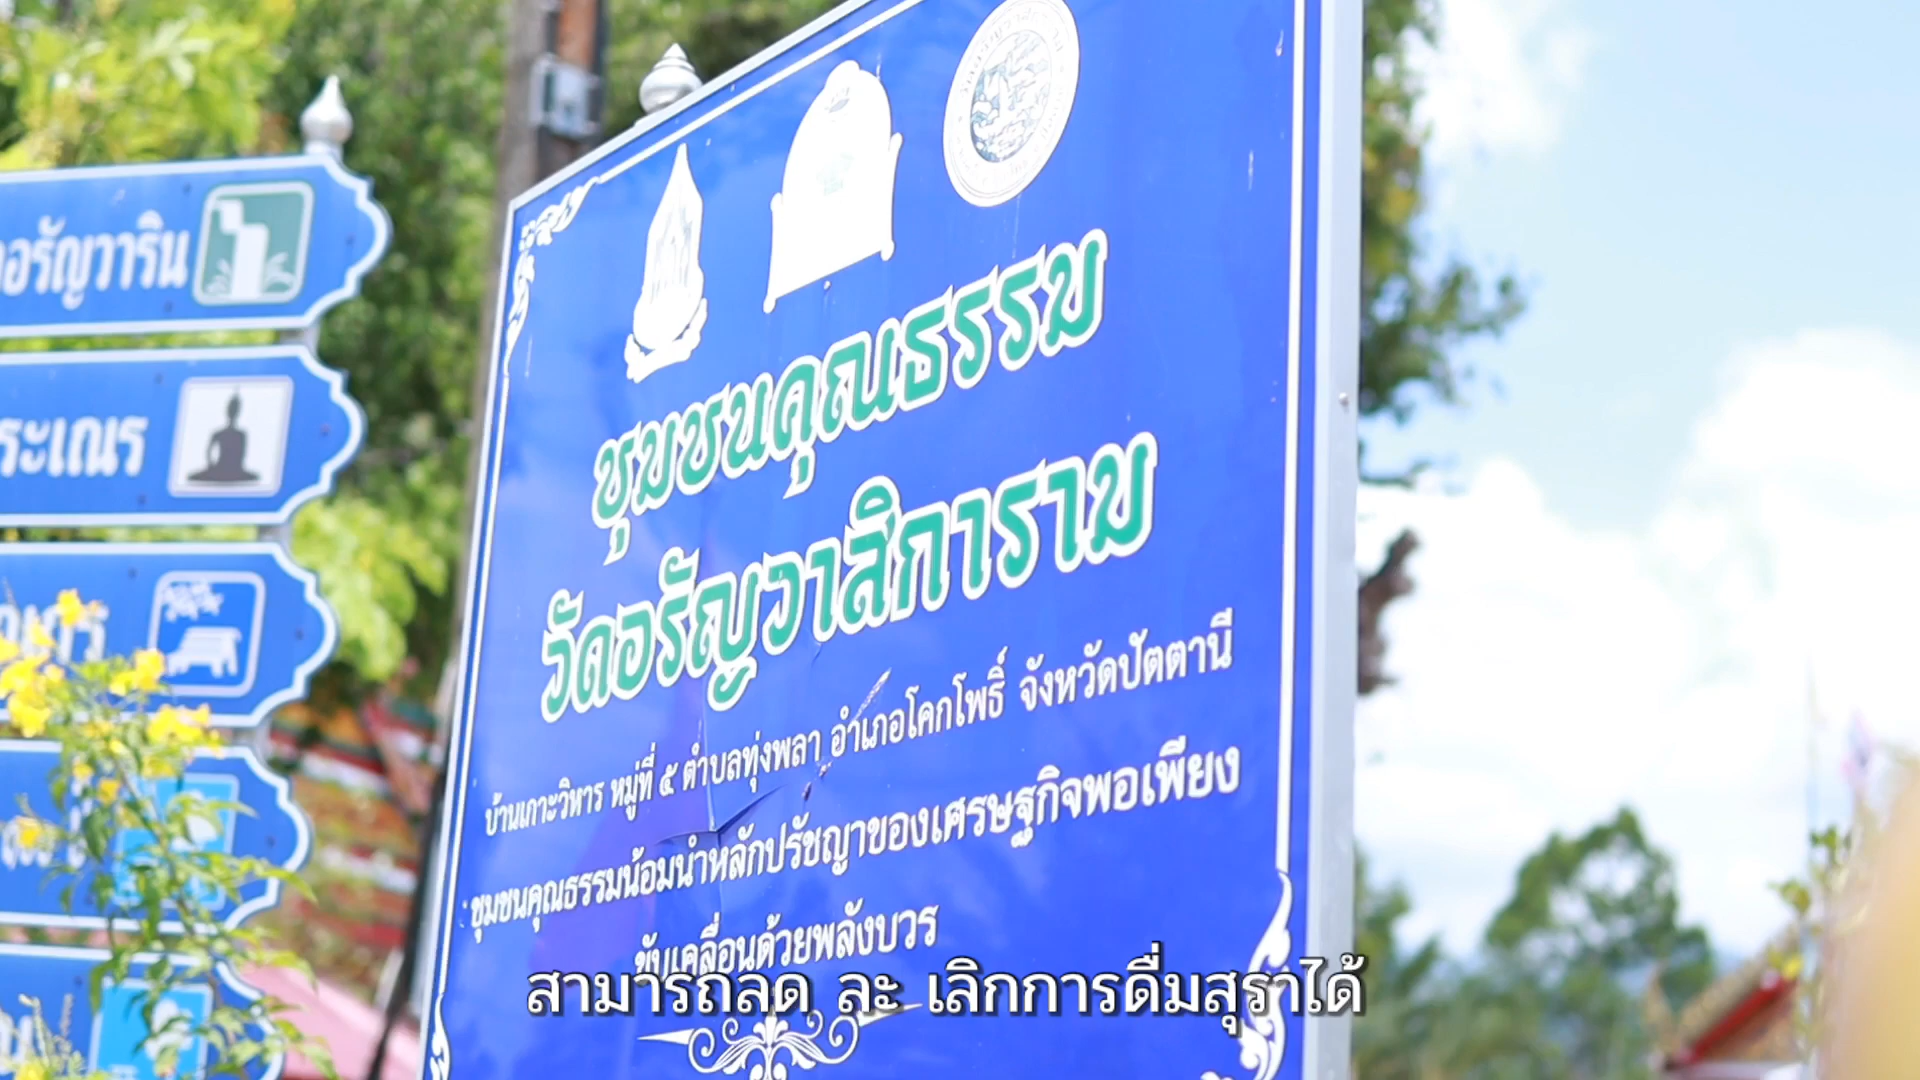 อรัญวาริน
ระเณร
ชุมชนคุณธรรม
วัดอรัญวาสิการาม
บ้านเกาะวิหาร หมู่ที่ ๕ ตำบลทุ่งพลา อำเภอโคกโพธิ์ จังหวัดปัตตานี
ชุมชนคุณธรรมน้อมนำหลักปรัชญาของเศรษฐกิจพอเพียง
ขับเคลื่อนด้วยพลังบวร
สามารถลด ละ เลิกการดื่มสุราได้